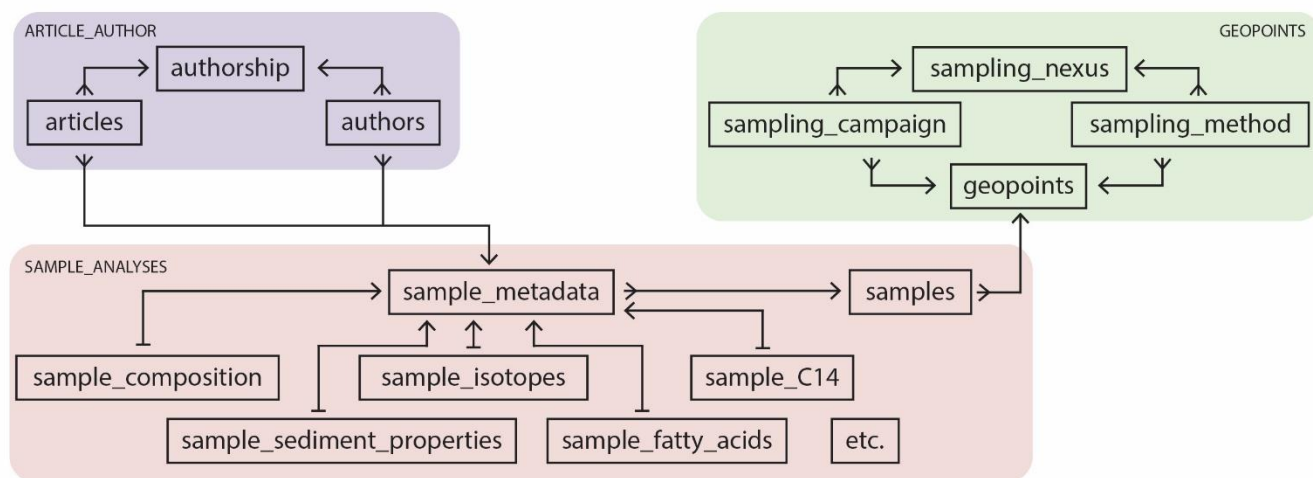 ARTICLE_AUTHOR
authorship
articles
authors
GEOPOINTS
sampling_nexus
sampling_campaign
sampling_method
geopoints
SAMPLE_ANALYSES
sample_metadata
samples
sample_composition
sample_isotopes
sample_C14
sample_sediment_properties
sample_fatty_acids
etc.